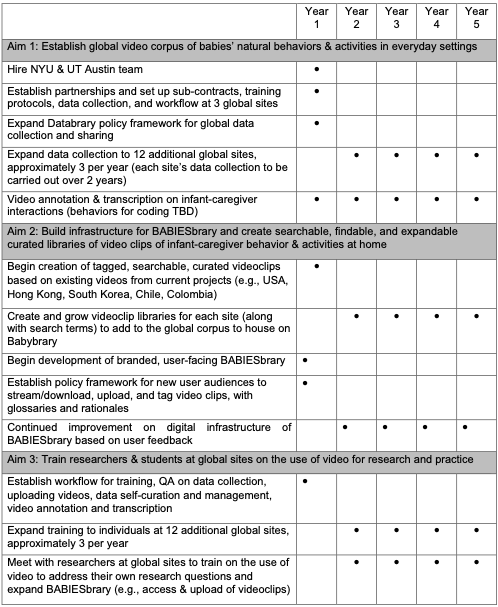 Year 1 Year 2 Year 3 Year 4 Year 5
Aim 1: Establish global video corpus of babies' natural behaviors & activities in everyday settings
Hire NYU & UT Austin team •
Establish partnerships and set up sub-contracts, training
protocols, data collection, and workflow at 3 global sites •
Expand Databrary policy framework for global data
collection and sharing •
Expand data collection to 12 additional global sites,
approximately 3 per year (each site's data collection to be
carried out over 2 years) • • • •
Video annotation & transcription on infant-caregiver
interactions (behaviors for coding TBD) • • • • •
Aim 2: Build infrastructure for BABIESbrary and create searchable, findable, and expandable
curated libraries of video clips of infant-caregiver behavior & activities at home
Begin creation of tagged, searchable, curated videoclips
based on existing videos from current projects (e.g., USA,
Hong Kong, South Korea, Chile, Colombia) •
Create and grow videoclip libraries for each site (along
with search terms) to add to the global corpus to house on
Babybrary • • • •
Begin development of branded, user-facing BABIESbrary •
Establish policy framework for new user audiences to
stream/download, upload, and tag video clips, with
glossaries and rationales •
Continued improvement on digital infrastructure of
BABIESbrary based on user feedback • • • •
Aim 3: Train researchers & students at global sites on the use of video for research and practice
Establish workflow for training, QA on data collection,
uploading videos, data self-curation and management,
video annotation and transcription •
Expand training to individuals at 12 additional global sites,
approximately 3 per year • • • •
Meet with researchers at global sites to train on the use of
video to address their own research questions and
expand BABIESbrary (e.g., access & upload of videoclips) • • • •